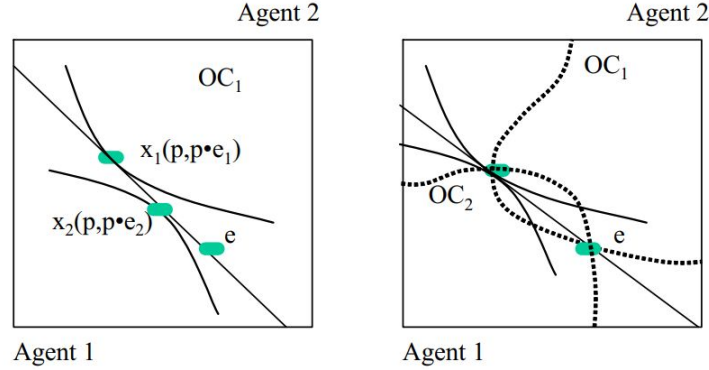 Agent 2
OC1
x1(p,p•e1)
x2(p,p•e2)
e
Agent 1
Agent 2
OC1
OC2
e
Agent 1